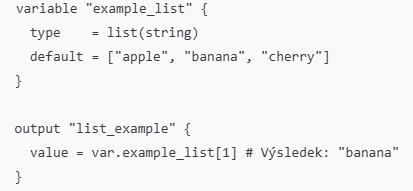 variable "example_list" {
  type    = list(string)
  default = ["apple", "banana", "cherry"]
}

output "list_example" {
  value = var.example_list[1] # Výsledek: "banana"
}